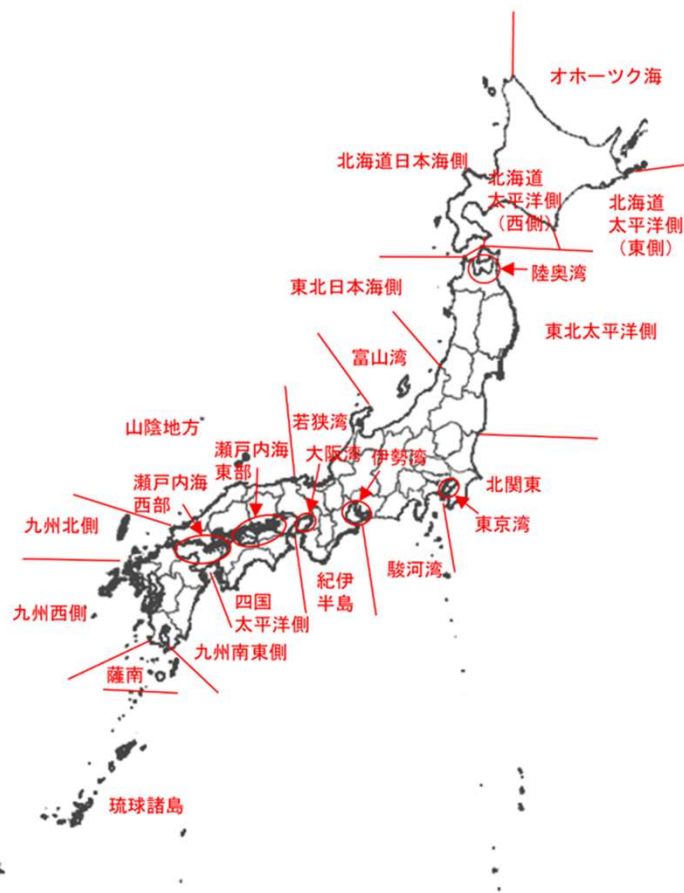 オホーツク海
北海道日本海側
北海道
太平洋側
（西側）
北海道
太平洋側
（東側）
陸奥湾
東北日本海側
東北太平洋側
富山湾
若狭湾
山陰地方
瀬戸内海
東部
大阪湾
伊勢湾
瀬戸内海
西部
北関東
九州北側
東京湾
駿河湾
紀伊
半島
四国
太平洋側
九州西側
九州南東側
薩南
琉球諸島